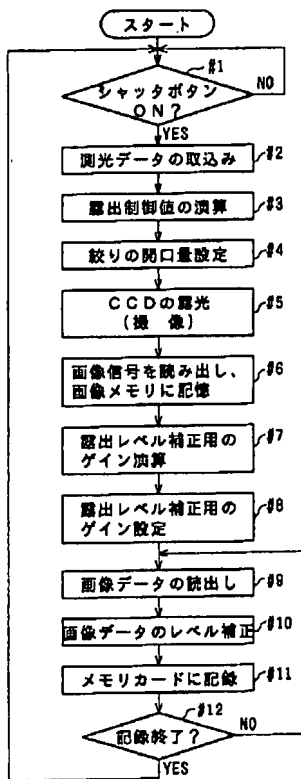 スタート
#1
シャッタボタン
ON?
NO
YES
測光データの取込み
#2
露出制御値の演算
#3
絞りの開口量設定
#4
CCDの露光
(撮 像)
#5
画像信号を読み出し、
画像メモリに記憶
#6
露出レベル補正用の
ゲイン演算
#7
露出レベル補正用の
ゲイン設定
#8
画像データの読出し
#9
画像データのレベル補正
#10
メモリカードに記録
#11
#12
記録終了?
NO
YES